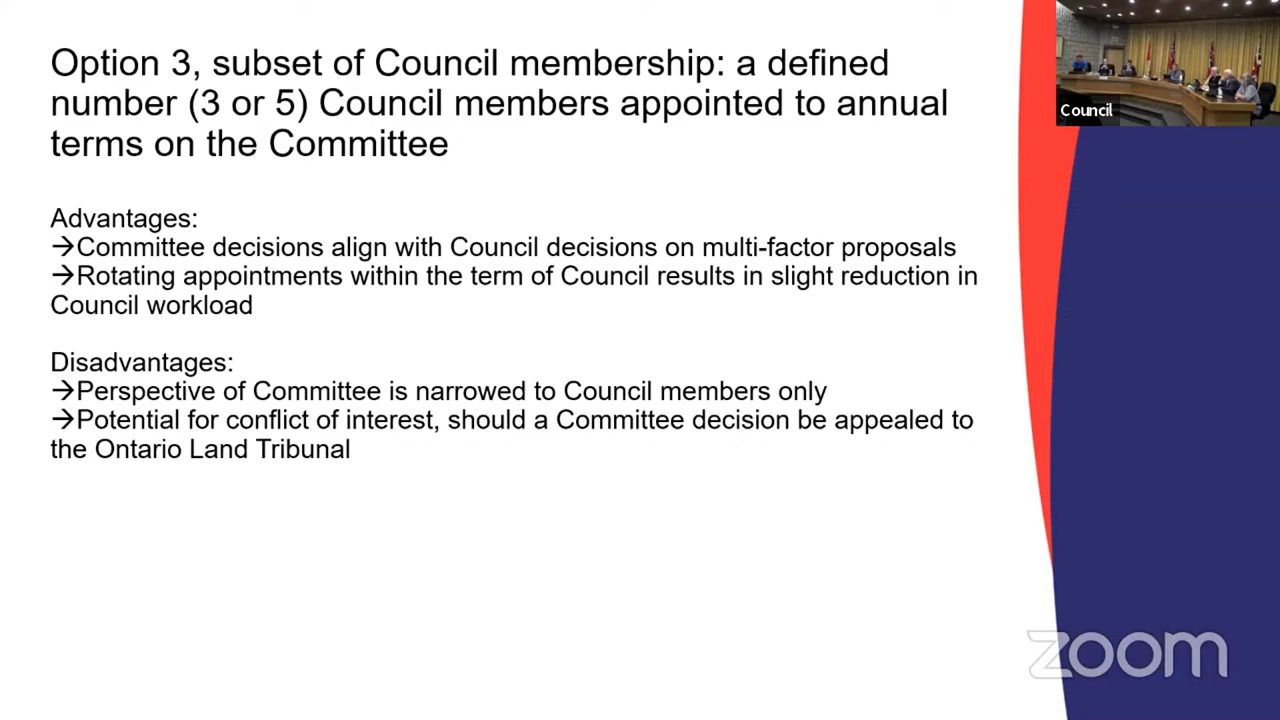 Option 3, subset of Council membership: a defined
number (3 or 5) Council members appointed to annual
terms on the Committee
Council
Advantages:
→Committee decisions align with Council decisions on multi-factor proposals
→Rotating appointments within the term of Council results in slight reduction in
Council workload
Disadvantages:
→Perspective of Committee is narrowed to Council members only
→Potential for conflict of interest, should a Committee decision be appealed to
the Ontario Land Tribunal
zoom